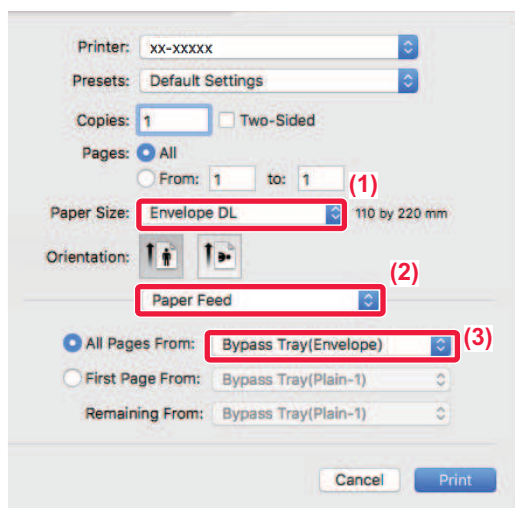 Printer: xx-xxxxx
Presets: Default Settings
Copies: 1 Two-Sided
Pages: All
From: 1 to: 1
(1)
Paper Size: Envelope DL 110 by 220 mm
Orientation:
(2)
Paper Feed
All Pages From: Bypass Tray(Envelope) (3)
First Page From: Bypass Tray(Plain-1)
Remaining From: Bypass Tray(Plain-1)
Cancel Print